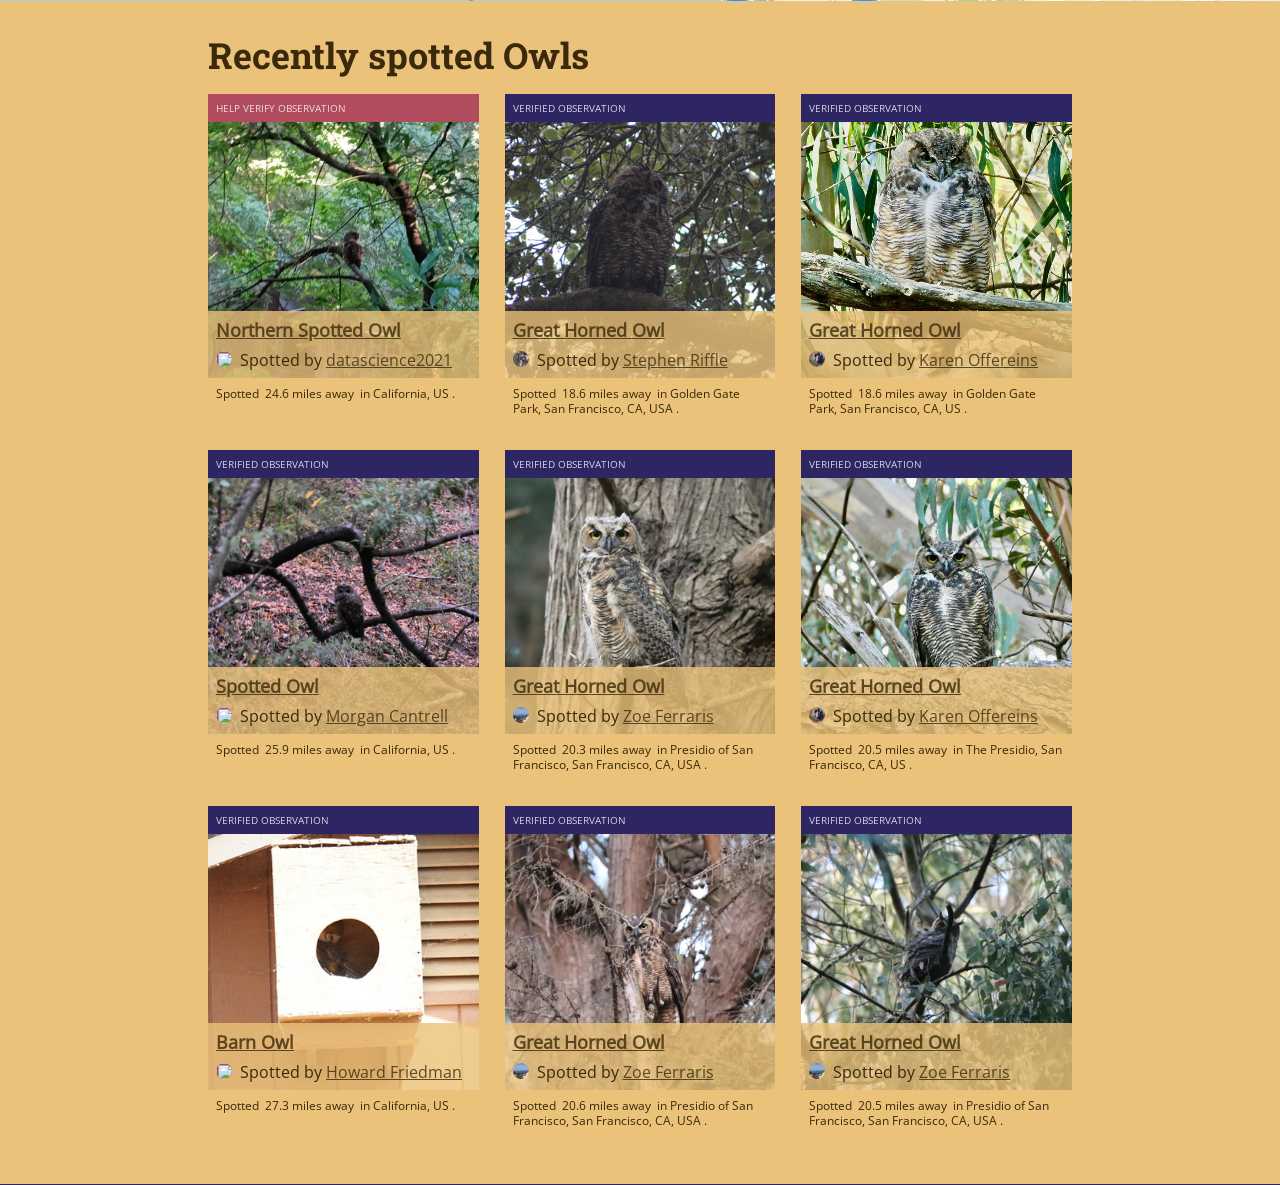 Recently spotted Owls
HELP VERIFY OBSERVATION
Northern Spotted Owl
Spotted by datascience2021
Spotted 24.6 miles away in California, US .
VERIFIED OBSERVATION
Great Horned Owl
Spotted by Stephen Riffle
Spotted 18.6 miles away in Golden Gate
Park, San Francisco, CA, USA .
VERIFIED OBSERVATION
Great Horned Owl
Spotted by Karen Offereins
Spotted 18.6 miles away in Golden Gate
Park, San Francisco, CA, US .
VERIFIED OBSERVATION
Spotted Owl
Spotted by Morgan Cantrell
Spotted 25.9 miles away in California, US .
VERIFIED OBSERVATION
Great Horned Owl
Spotted by Zoe Ferraris
Spotted 20.3 miles away in Presidio of San
Francisco, San Francisco, CA, USA .
VERIFIED OBSERVATION
Great Horned Owl
Spotted by Karen Offereins
Spotted 20.5 miles away in The Presidio, San
Francisco, CA, US .
VERIFIED OBSERVATION
Barn Owl
Spotted by Howard Friedman
Spotted 27.3 miles away in California, US .
VERIFIED OBSERVATION
Great Horned Owl
Spotted by Zoe Ferraris
Spotted 20.6 miles away in Presidio of San
Francisco, San Francisco, CA, USA .
VERIFIED OBSERVATION
Great Horned Owl
Spotted by Zoe Ferraris
Spotted 20.5 miles away in Presidio of San
Francisco, San Francisco, CA, USA .